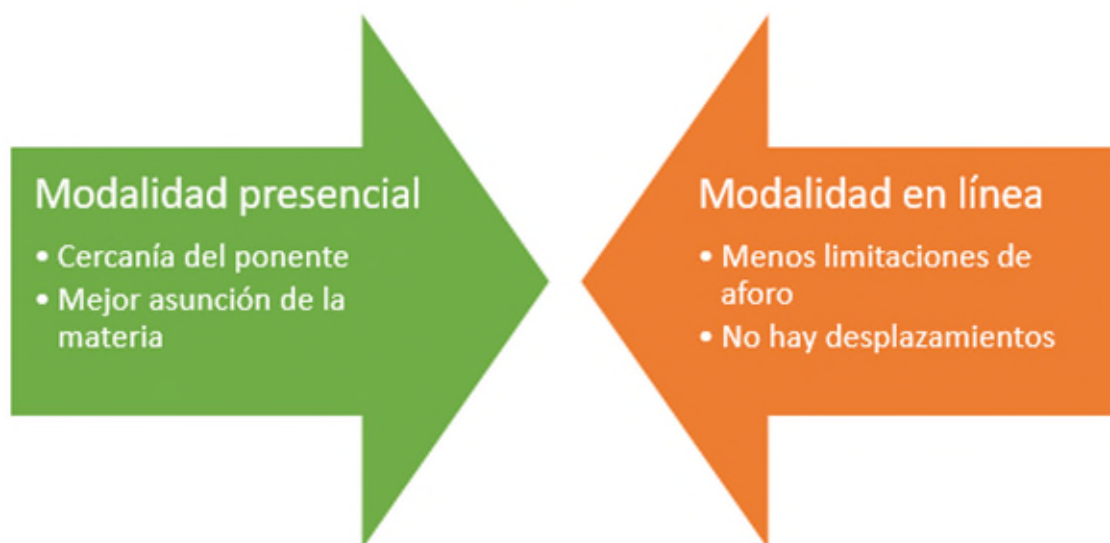 Modalidad presencial
• Cercanía del ponente
• Mejor asunción de la
materia
Modalidad en línea
• Menos limitaciones de
aforo
• No hay desplazamientos